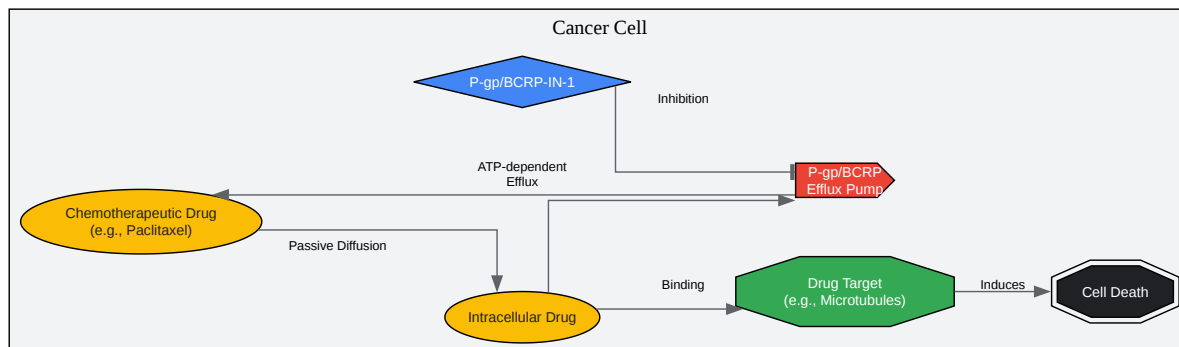 Cancer Cell
P-gp/BCRP-IN-1
Inhibition
ATP-dependent
Efflux
P-gp/BCRP
Efflux Pump
Chemotherapeutic Drug
(e.g., Paclitaxel)
Passive Diffusion
Binding
Drug Target
(e.g., Microtubules)
Induces
Cell Death
Intracellular Drug